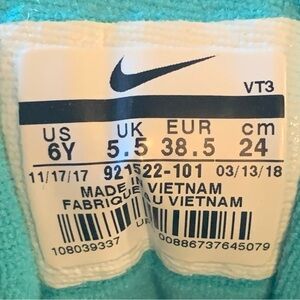 VT3
US UK EUR cm
6Y 5.5 38.5 24
11/17/17 921522-101 03/13/18
MADE IN VIETNAM
FABRIQUE AU VIETNAM
108039337 00886737645079